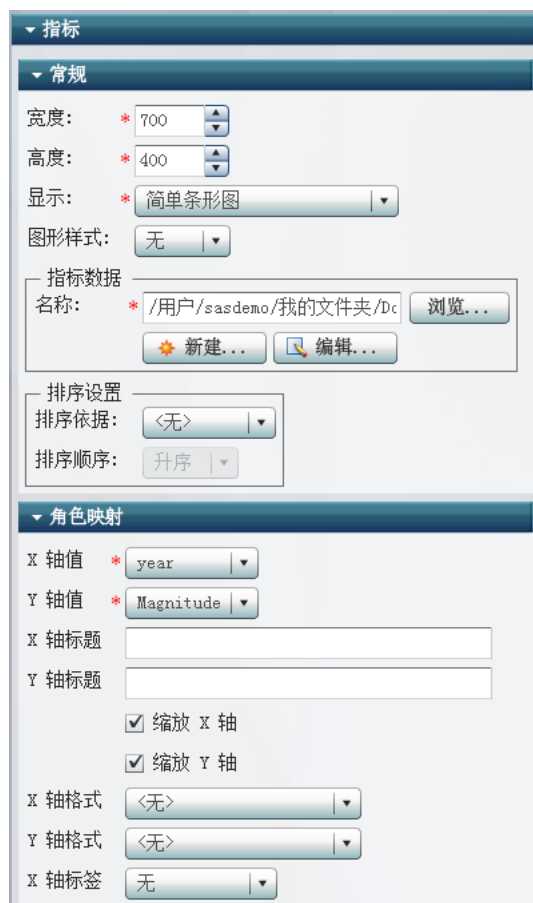 指标
常规
宽度: * 700
高度: * 400
显示: * 简单条形图
图形样式: 无
指标数据
名称: * /用户/sasdemo/我的文件夹/Do 浏览...
新建... 编辑...
排序设置
排序依据: <无>
排序顺序: 升序
角色映射
X 轴值 * year
Y 轴值 * Magnitude
X 轴标题
Y 轴标题
缩放 X 轴
缩放 Y 轴
X 轴格式 <无>
Y 轴格式 <无>
X 轴标签 无